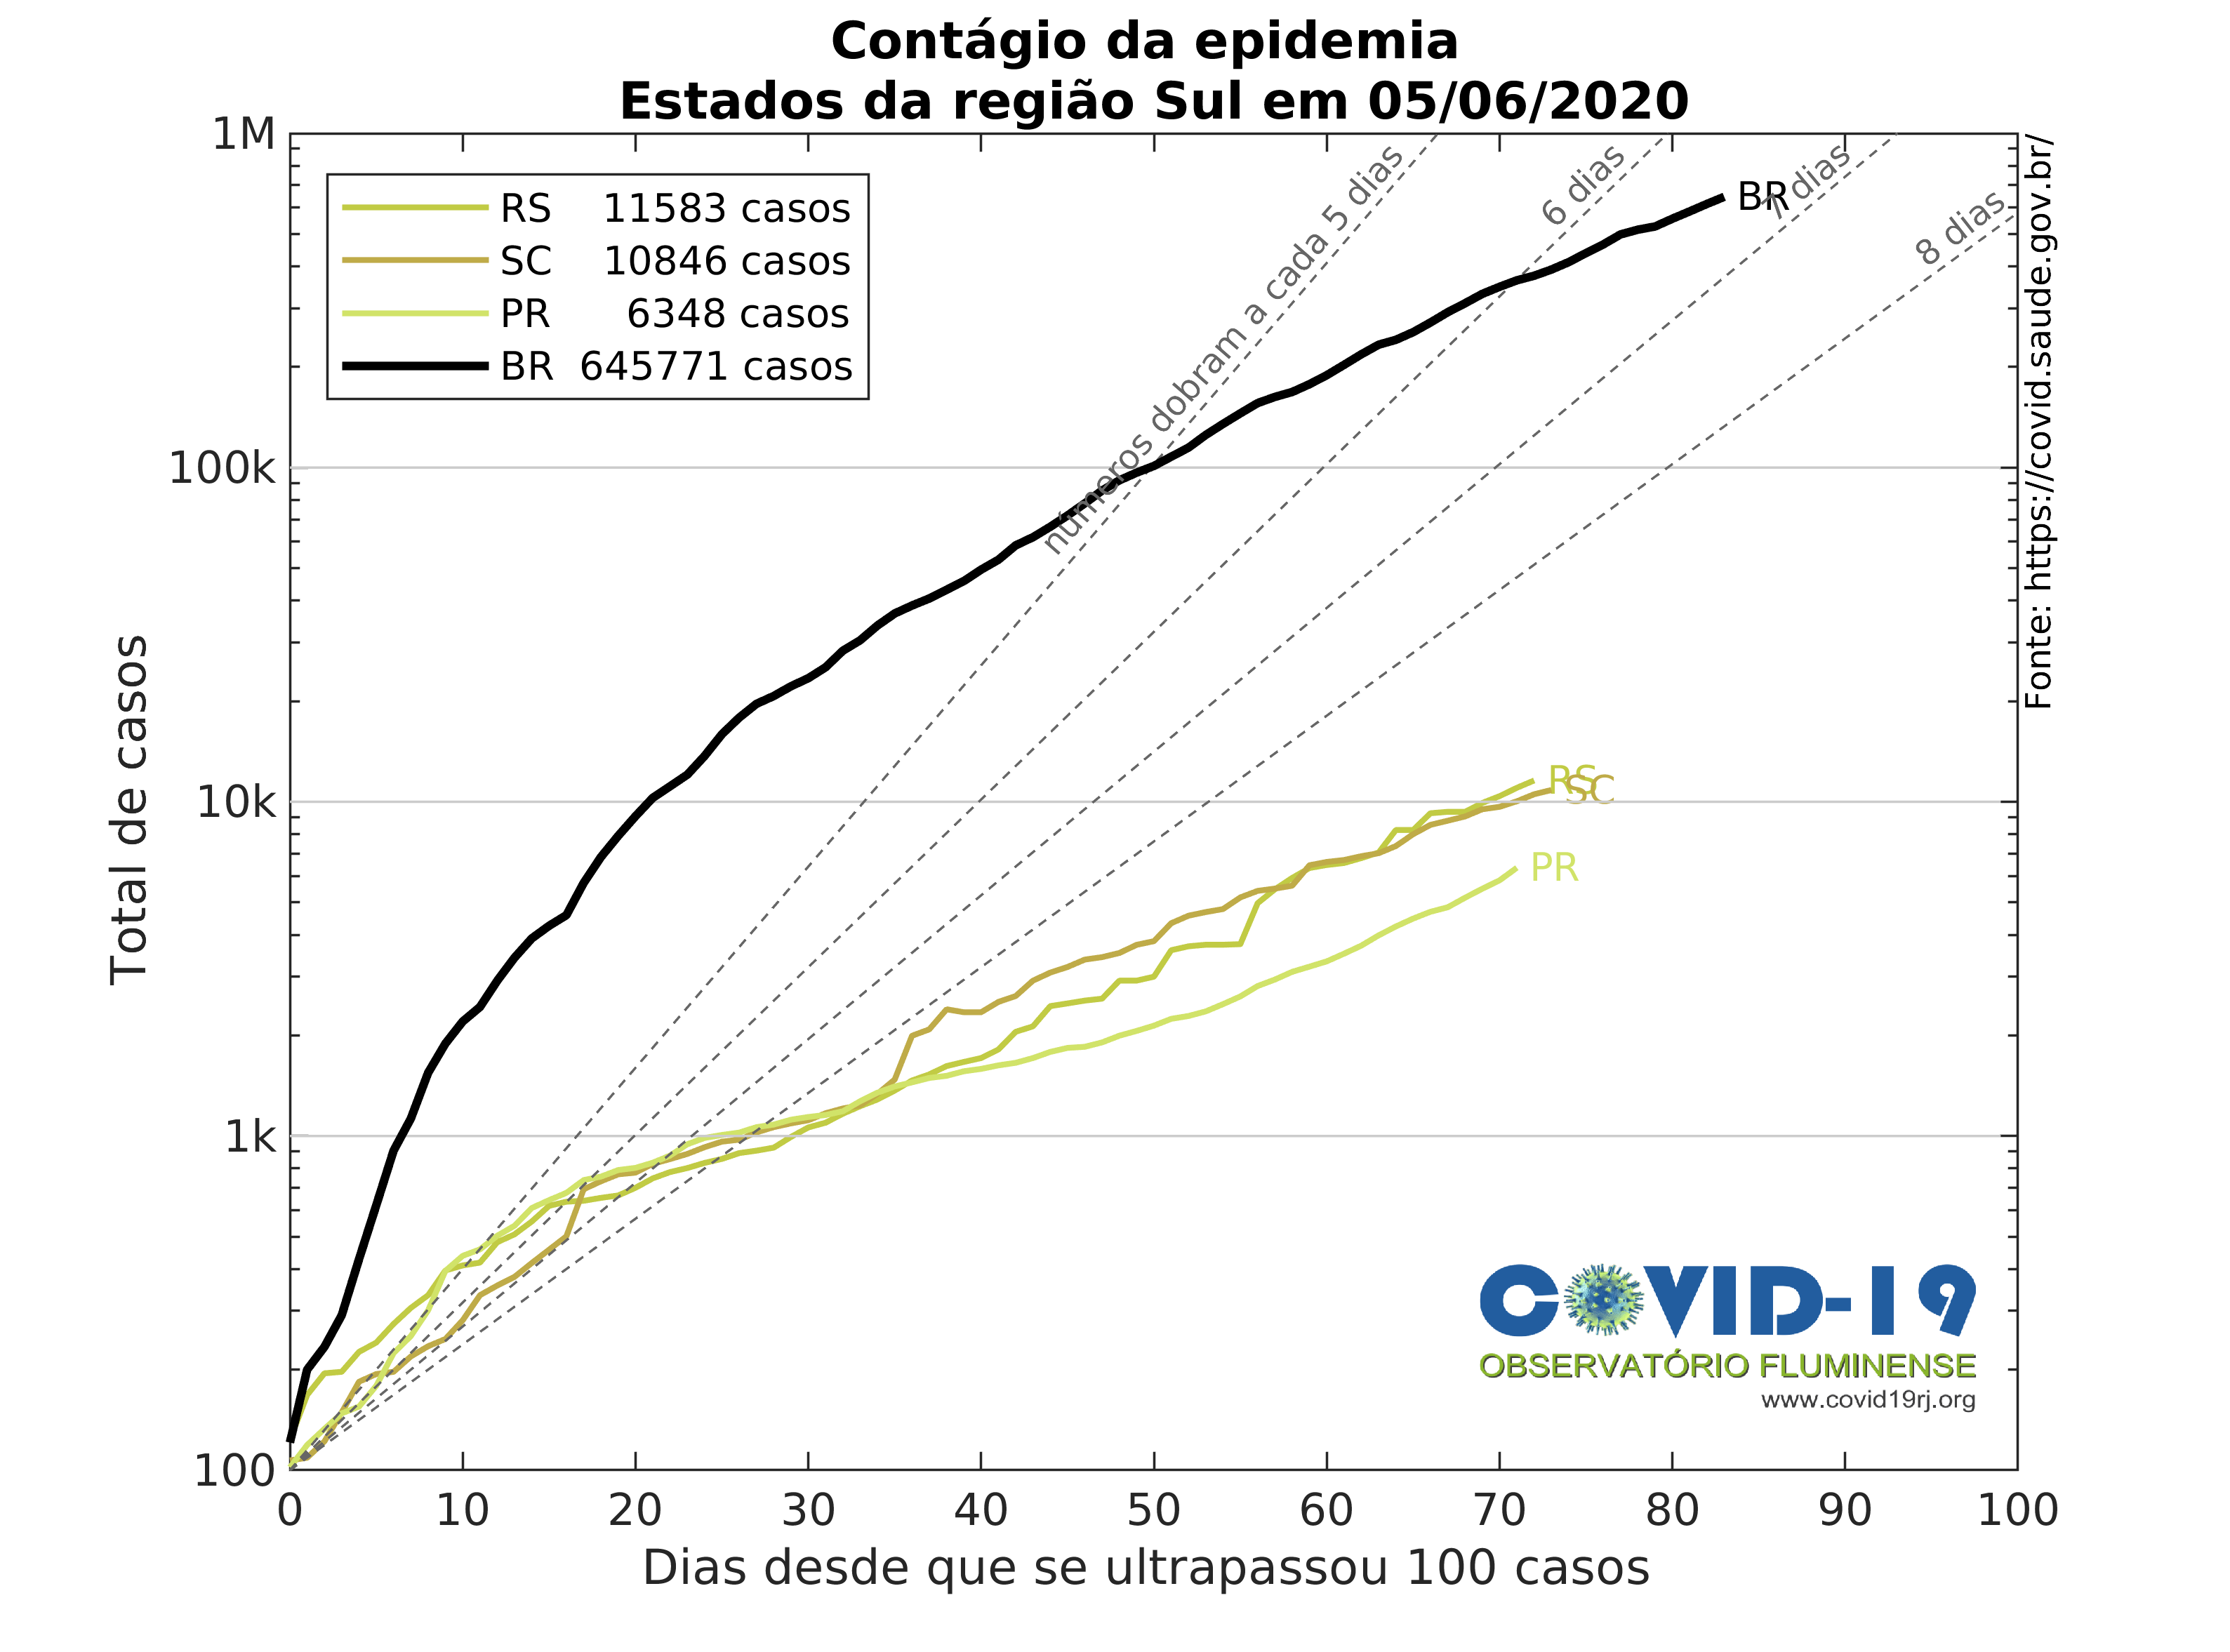 Contágio da epidemia
Estados da região Sul em 05/06/2020
1M
100k
10k
1k
100
Total de casos
RS 11583 casos
SC 10846 casos
PR 6348 casos
BR 645771 casos
números dobram a cada 5 dias
6 dias
7 dias
8 dias
BR
RS
SC
PR
Fonte: https://covid.saude.gov.br/
COVID-19
OBSERVATÓRIO FLUMINENSE
www.covid19rj.org
0 10 20 30 40 50 60 70 80 90 100
Dias desde que se ultrapassou 100 casos